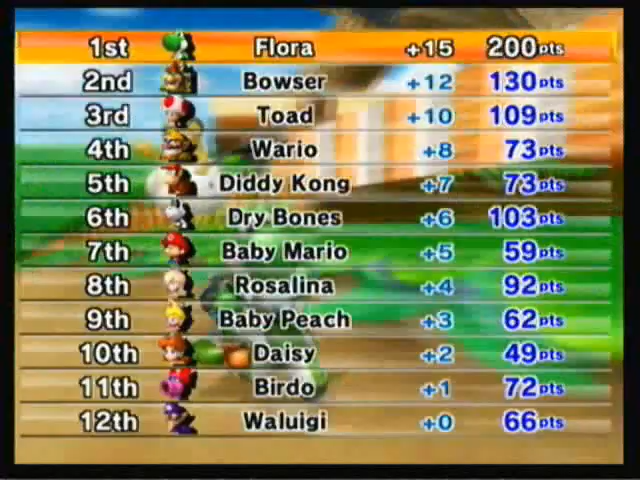 1st Flora +15 200pts
2nd Bowser +12 130pts
3rd Toad +10 109pts
4th Wario +8 73pts
5th Diddy Kong +7 73pts
6th Dry Bones +6 103pts
7th Baby Mario +5 59pts
8th Rosalina +4 92pts
9th Baby Peach +3 62pts
10th Daisy +2 49pts
11th Birdo +1 72pts
12th Waluigi +0 66pts